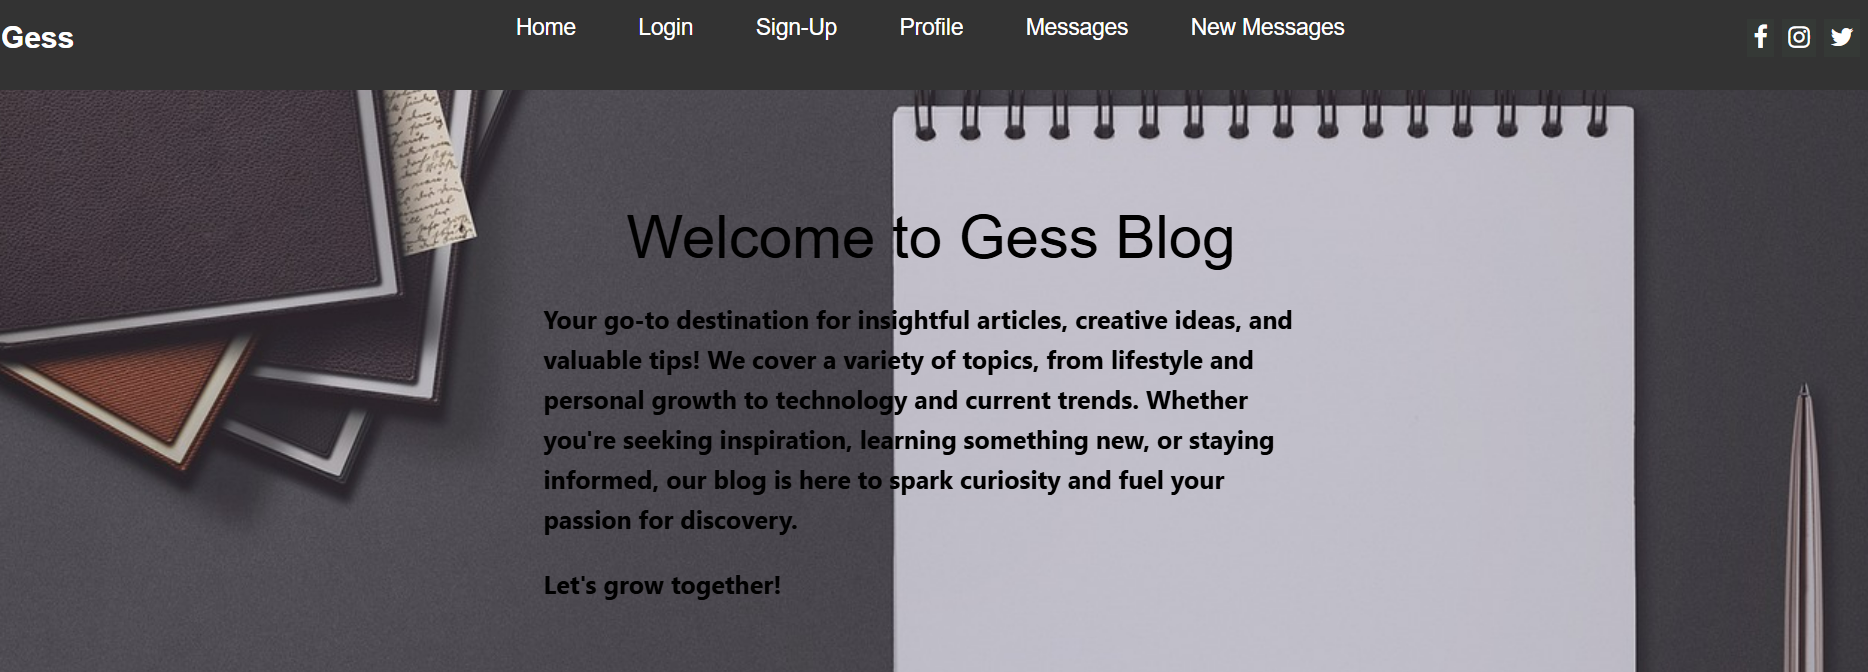 Gess
Home Login Sign-Up Profile Messages New Messages
Welcome to Gess Blog
Your go-to destination for insightful articles, creative ideas, and
valuable tips! We cover a variety of topics, from lifestyle and
personal growth to technology and current trends. Whether
you're seeking inspiration, learning something new, or staying
informed, our blog is here to spark curiosity and fuel your
passion for discovery.
Let's grow together!